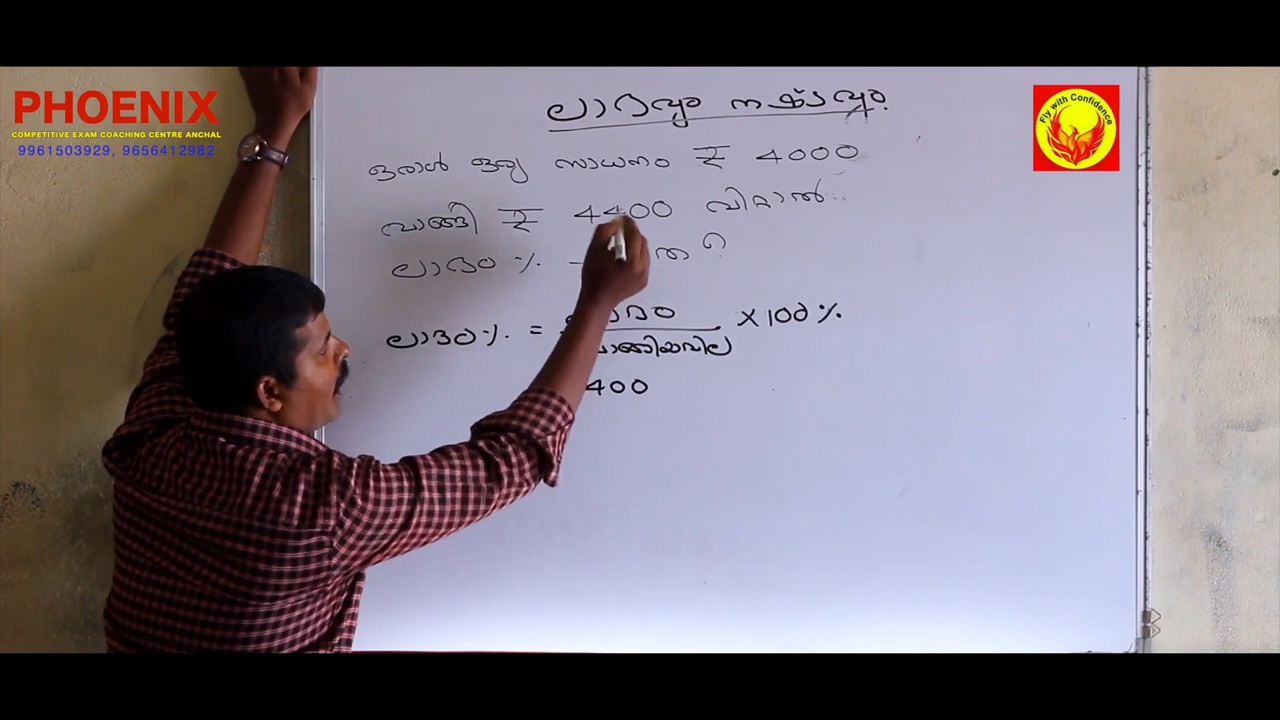 PHOENIX
COMPETITIVE EXAM COACHING CENTRE ANCHAL
9961503929, 9656412982
Fly with Confidence
ലാഭവും നഷ്ടവും
ഒരാൾ ഒരു സാധനം ₹ 4000
വാങ്ങി ₹ 4400 വിറ്റാൽ
ലാഭം %
ലാഭം % = ലാഭം / വാങ്ങിയവില × 100 %
400